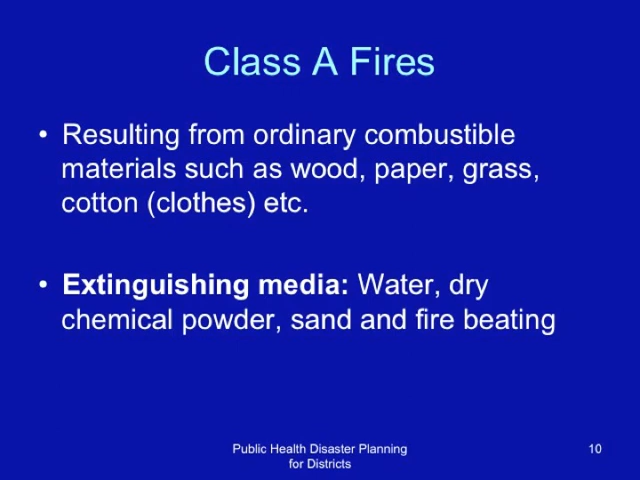 Class A Fires
• Resulting from ordinary combustible
materials such as wood, paper, grass,
cotton (clothes) etc.
• Extinguishing media: Water, dry
chemical powder, sand and fire beating
Public Health Disaster Planning
for Districts
10